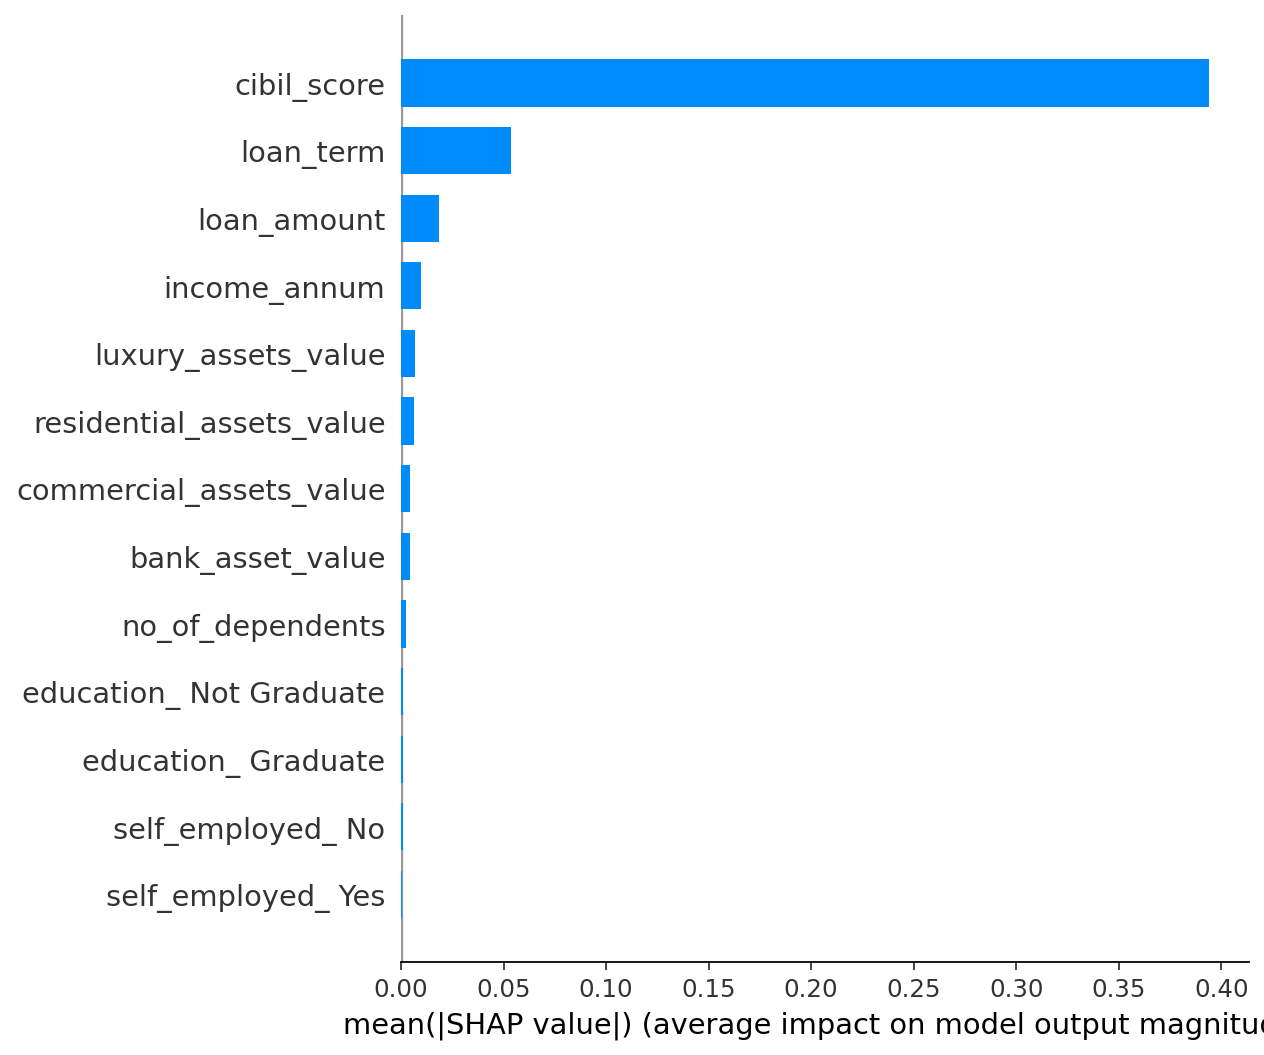 cibil_score
loan_term
loan_amount
income_annum
luxury_assets_value
residential_assets_value
commercial_assets_value
bank_asset_value
no_of_dependents
education_ Not Graduate
education_ Graduate
self_employed_ No
self_employed_ Yes
0.00 0.05 0.10 0.15 0.20 0.25 0.30 0.35 0.40
mean(|SHAP value|) (average impact on model output